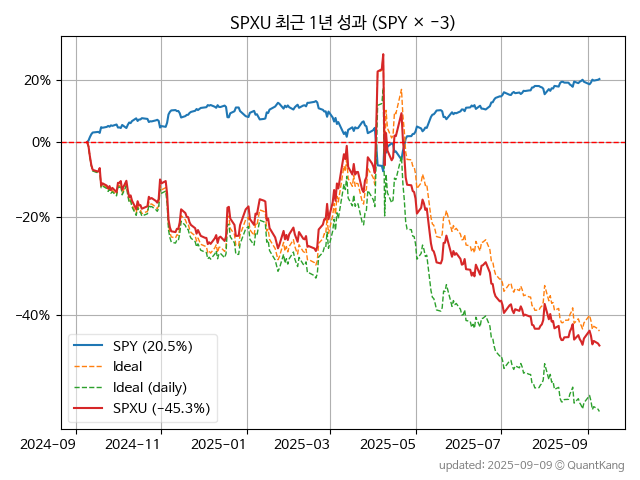 SPXU 최근 1년 성과 (SPY × −3)
20%
0%
−20%
−40%
SPY (20.5%)
Ideal
Ideal (daily)
SPXU (−45.3%)
2024−09
2024−11
2025−01
2025−03
2025−05
2025−07
2025−09
updated: 2025-09-09 © QuantKang